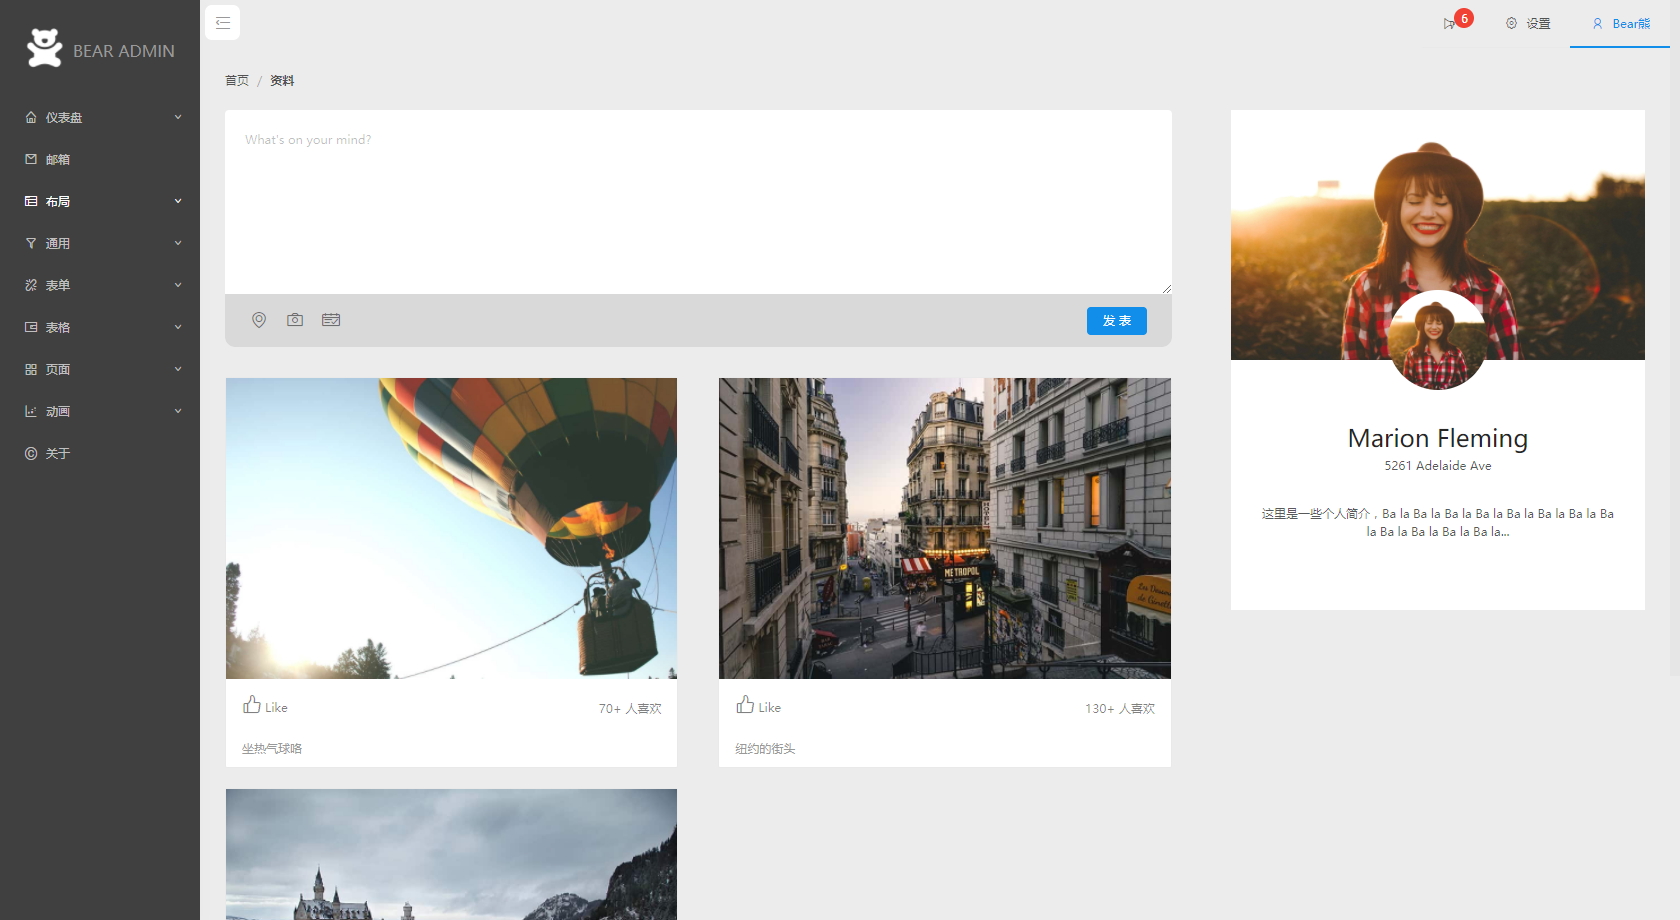 BEAR ADMIN
仪表盘
邮箱
布局
通用
表单
表格
页面
动画
关于
6
设置
Bear熊
首页 / 资料
What's on your mind?
发 表
HOTEL
METROPOL
Like
70+ 人喜欢
坐热气球咯
Like
130+ 人喜欢
纽约的街头
Marion Fleming
5261 Adelaide Ave
这里是一些个人简介，Ba la Ba la Ba la Ba la Ba la Ba la Ba la Ba
la Ba la Ba la Ba la Ba la...